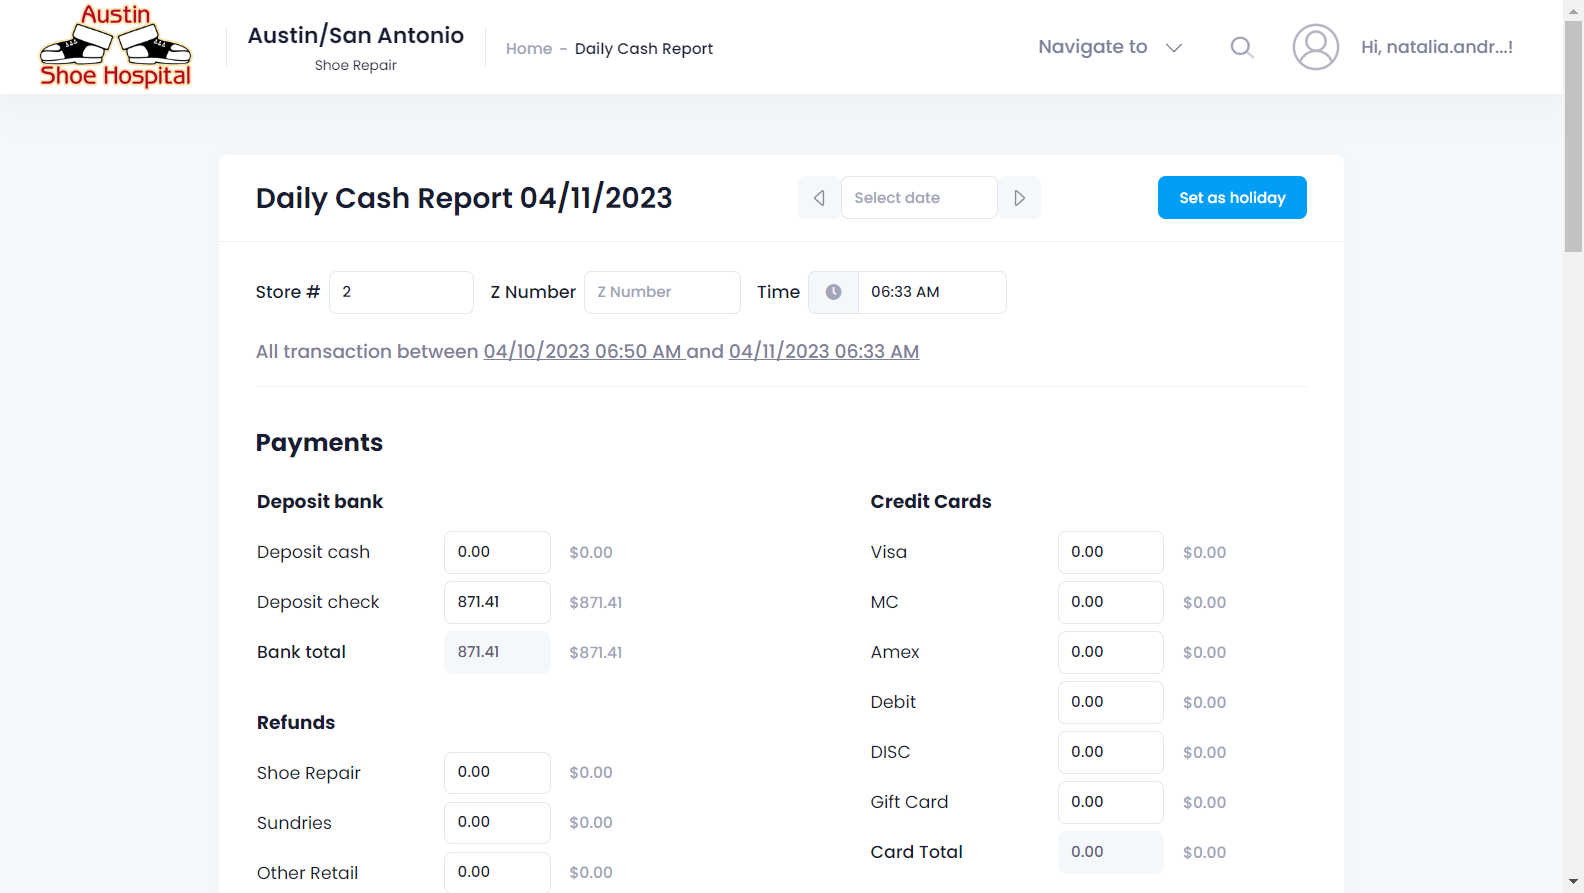 Austin
Shoe Hospital
Austin/San Antonio
Shoe Repair
Home - Daily Cash Report
Navigate to
Hi, natalia.andr...!
Daily Cash Report 04/11/2023
Select date
Set as holiday
Store # 2 Z Number Z Number Time 06:33 AM
All transaction between 04/10/2023 06:50 AM and 04/11/2023 06:33 AM
Payments
Deposit bank
Deposit cash 0.00 $0.00
Deposit check 871.41 $871.41
Bank total 871.41 $871.41
Refunds
Shoe Repair 0.00 $0.00
Sundries 0.00 $0.00
Other Retail 0.00 $0.00
Credit Cards
Visa 0.00 $0.00
MC 0.00 $0.00
Amex 0.00 $0.00
Debit 0.00 $0.00
DISC 0.00 $0.00
Gift Card 0.00 $0.00
Card Total 0.00 $0.00